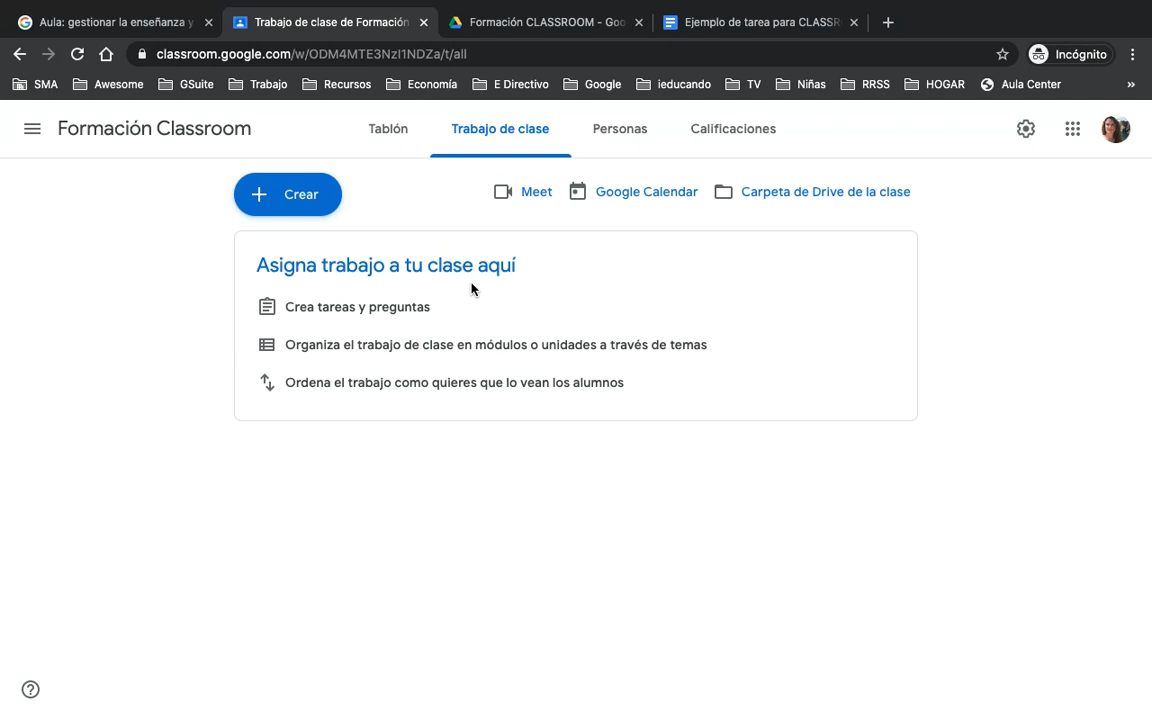 Aula: gestionar la enseñanza y
Trabajo de clase de Formación
Formación CLASSROOM - Goo
Ejemplo de tarea para CLASSR
classroom.google.com/w/ODM4MTE3NzI1NDZa/t/all
Incógnito
SMA
Awesome
GSuite
Trabajo
Recursos
Economía
E Directivo
Google
ieducando
TV
Niñas
RRSS
HOGAR
Aula Center
»
Formación Classroom
Tablón
Trabajo de clase
Personas
Calificaciones
Crear
Meet
Google Calendar
Carpeta de Drive de la clase
Asigna trabajo a tu clase aquí
Crea tareas y preguntas
Organiza el trabajo de clase en módulos o unidades a través de temas
Ordena el trabajo como quieres que lo vean los alumnos